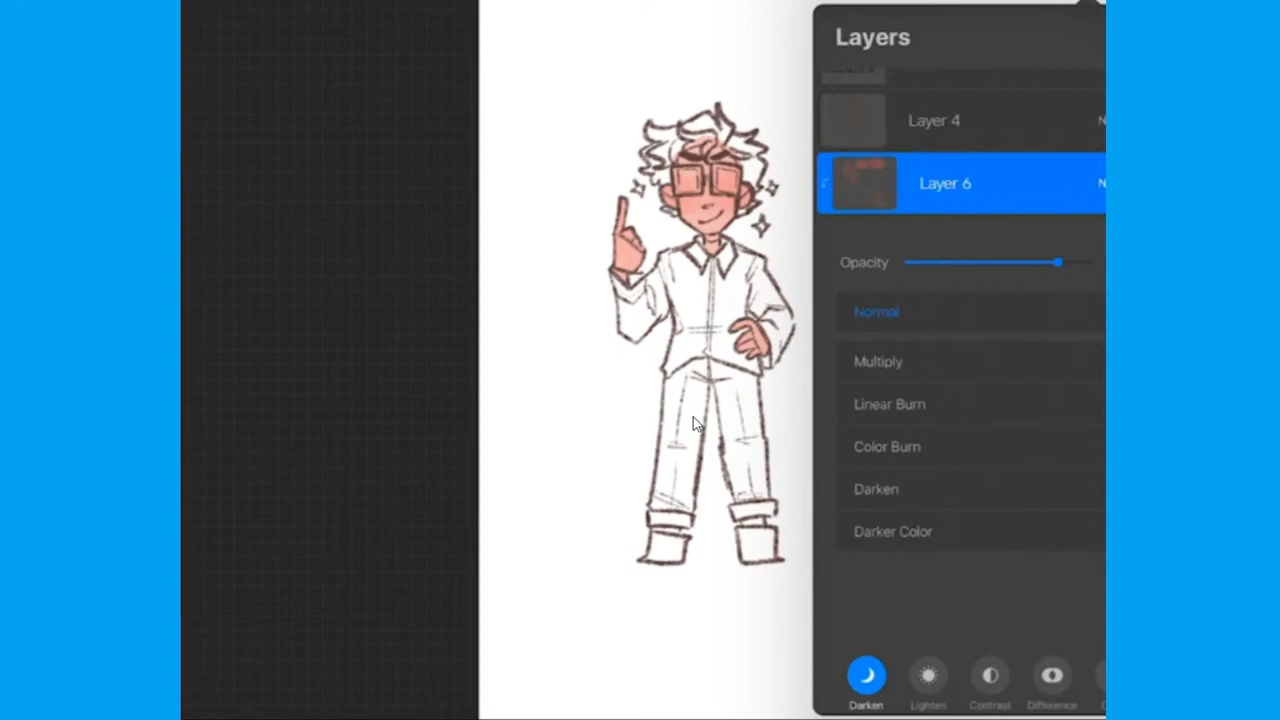 Layers
Layer 4
N
Layer 6
N
Opacity
Normal
Multiply
Linear Burn
Color Burn
Darken
Darker Color
Darken
Lighten
Contrast
Difference